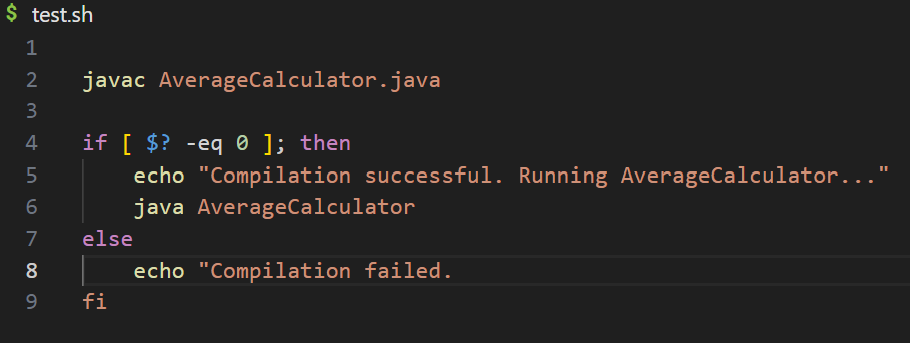 $ test.sh
1
2 javac AverageCalculator.java
3
4 if [ $? -eq 0 ]; then
5     echo "Compilation successful. Running AverageCalculator..."
6     java AverageCalculator
7 else
8     echo "Compilation failed.
9 fi